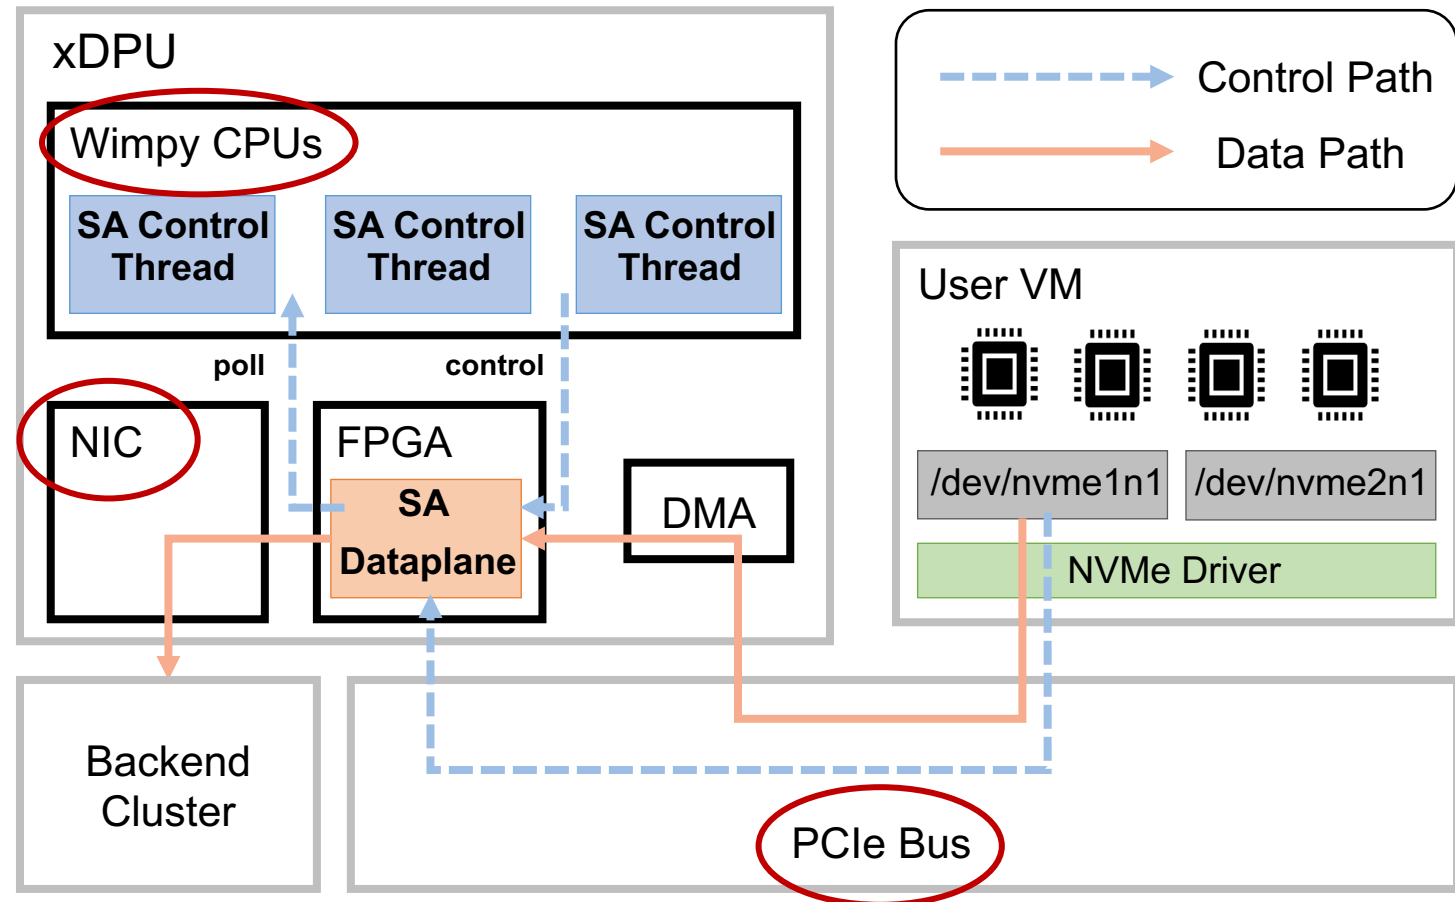 xDPU
Wimpy CPUs
SA Control
Thread
SA Control
Thread
SA Control
Thread
poll
control
NIC
FPGA
SA
Dataplane
DMA
Control Path
Data Path
User VM
/dev/nvme1n1
/dev/nvme2n1
NVMe Driver
Backend
Cluster
PCIe Bus